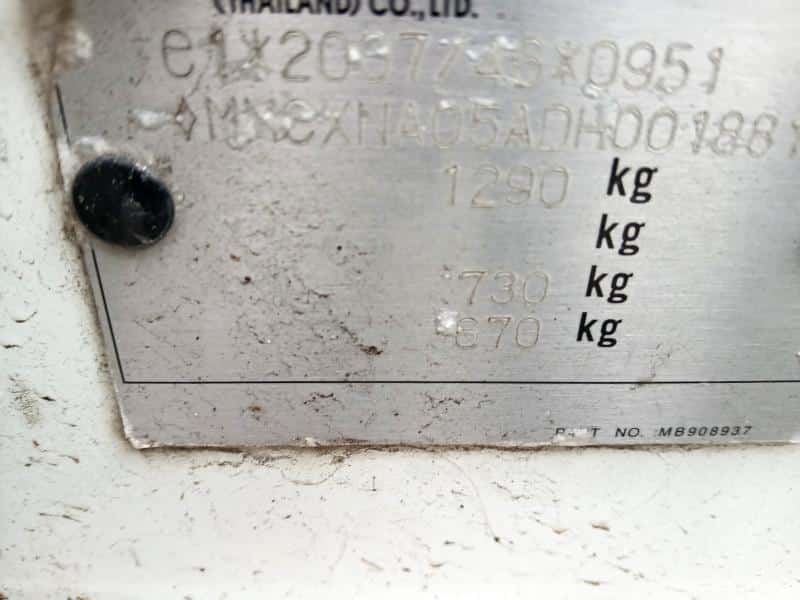 (THAILAND) CO.,LTD.
e1*2007/46*0951
MMCXNA05ADH001881
1290 kg
kg
730 kg
670 kg
PART NO. MB908937